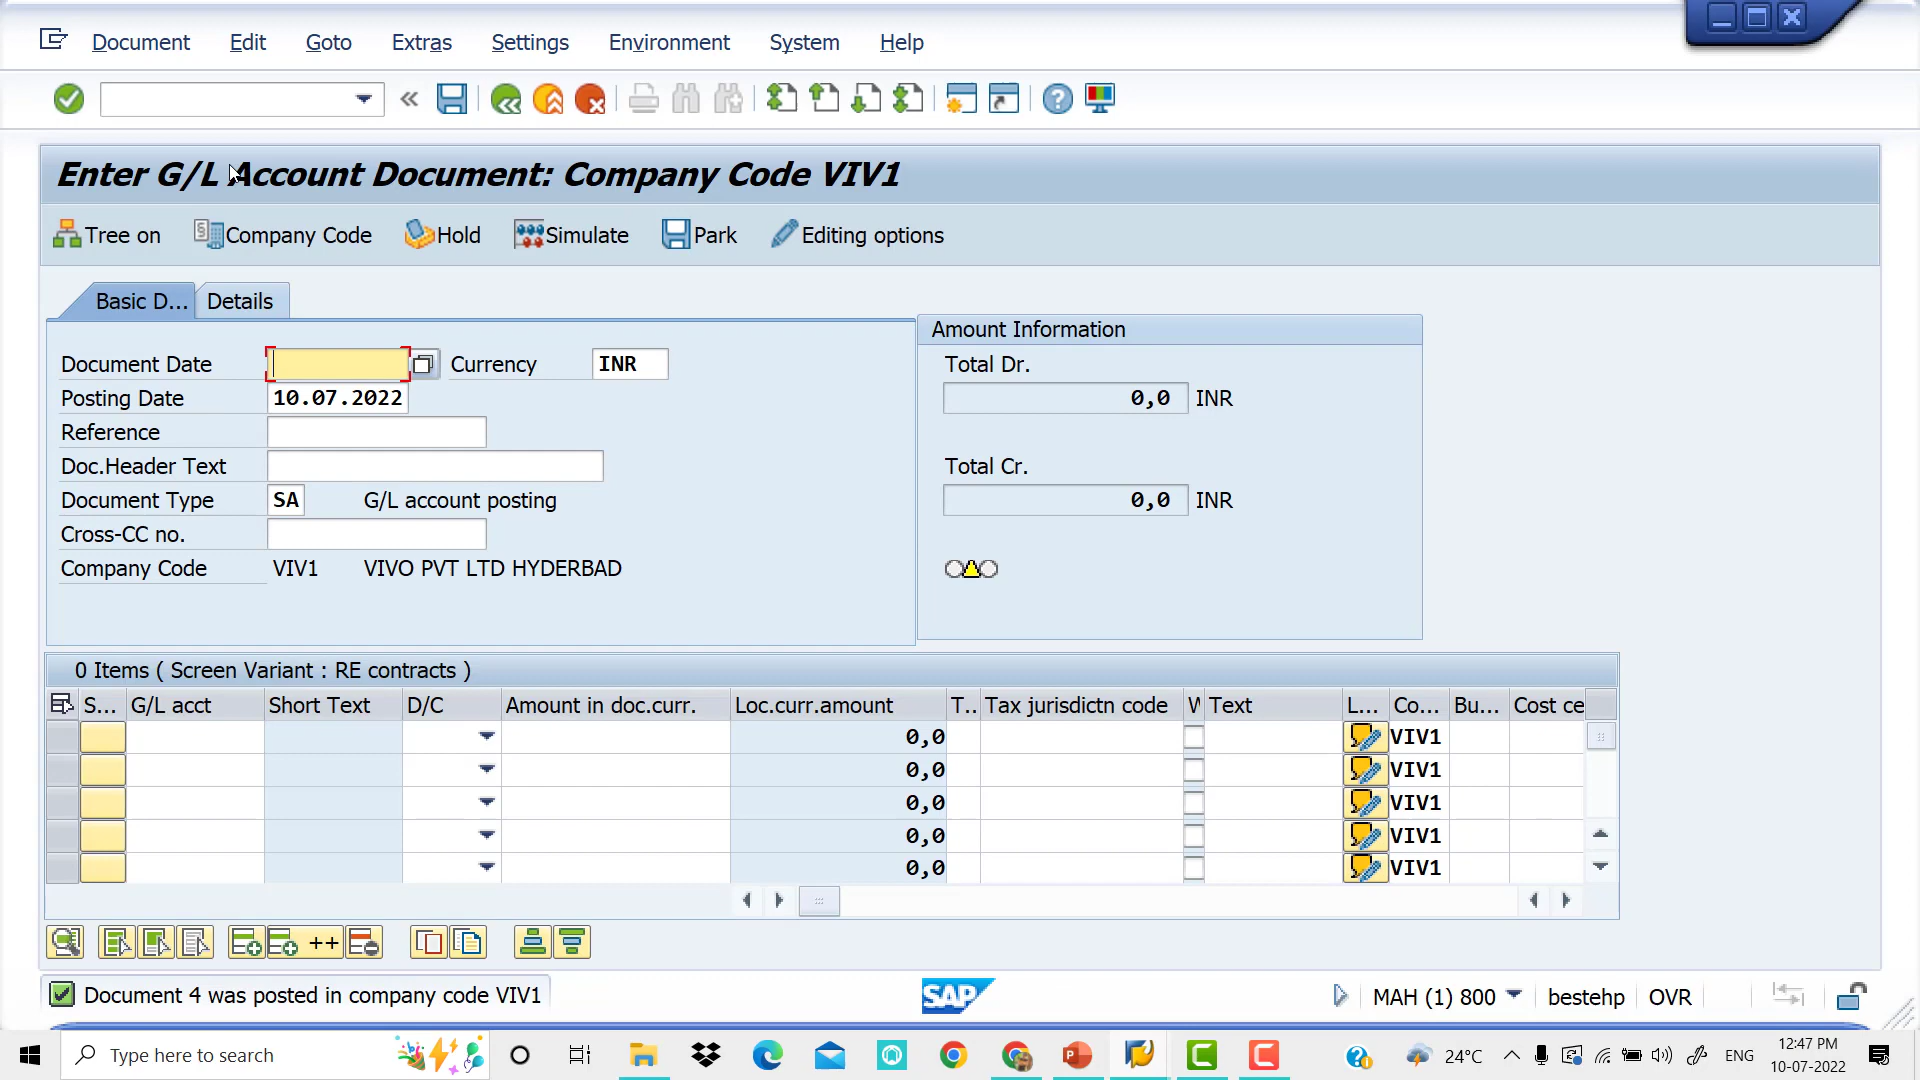 Document Edit Goto Extras Settings Environment System Help
Enter G/L Account Document: Company Code VIV1
Tree on Company Code Hold Simulate Park Editing options
Basic D... Details
Amount Information
Document Date Currency INR Total Dr.
Posting Date 10.07.2022 0,0 INR
Reference
Doc.Header Text Total Cr.
Document Type SA G/L account posting 0,0 INR
Cross-CC no.
Company Code VIV1 VIVO PVT LTD HYDERBAD
0 Items ( Screen Variant : RE contracts )
S... G/L acct Short Text D/C Amount in doc.curr. Loc.curr.amount T.. Tax jurisdictn code W Text L... Co... Bu... Cost ce
0,0 VIV1
0,0 VIV1
0,0 VIV1
0,0 VIV1
0,0 VIV1
++
Document 4 was posted in company code VIV1 SAP MAH (1) 800 bestehp OVR
Type here to search 24°C ENG 12:47 PM
10-07-2022